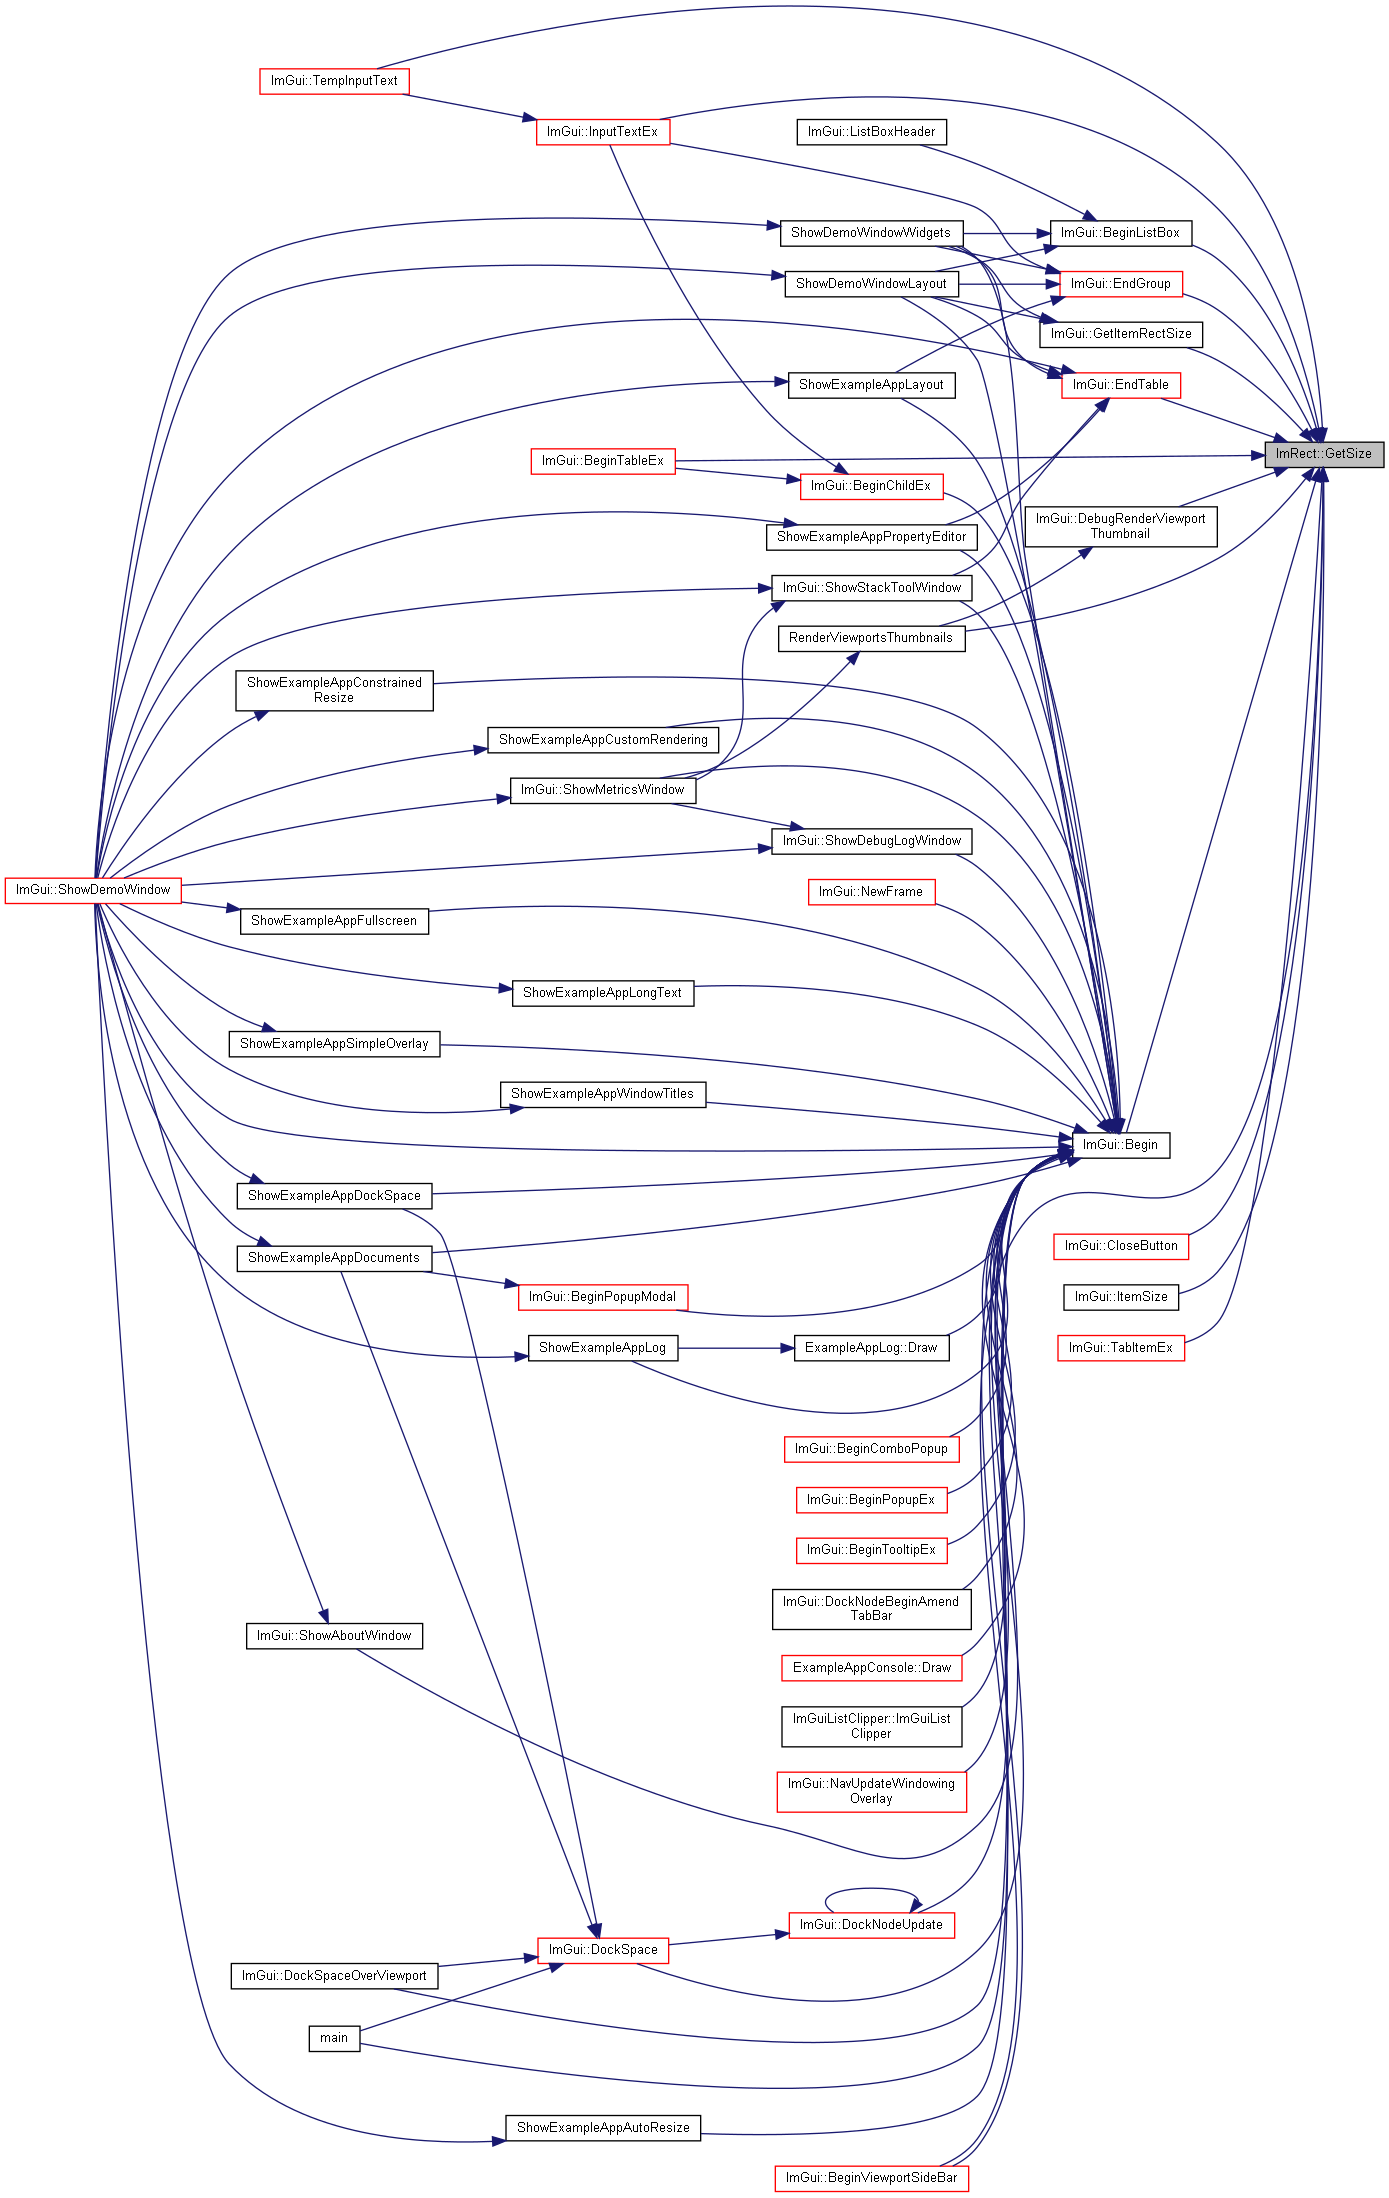 ImGui::TempInputText
ImGui::InputTextEx
ImGui::ListBoxHeader
ShowDemoWindowWidgets
ImGui::BeginListBox
ShowDemoWindowLayout
ImGui::EndGroup
ImGui::GetItemRectSize
ShowExampleAppLayout
ImGui::EndTable
ImRect::GetSize
ImGui::BeginTableEx
ImGui::BeginChildEx
ImGui::DebugRenderViewport
Thumbnail
ShowExampleAppPropertyEditor
ImGui::ShowStackToolWindow
RenderViewportsThumbnails
ShowExampleAppConstrained
Resize
ShowExampleAppCustomRendering
ImGui::ShowMetricsWindow
ImGui::ShowDebugLogWindow
ImGui::ShowDemoWindow
ImGui::NewFrame
ShowExampleAppFullscreen
ShowExampleAppLongText
ShowExampleAppSimpleOverlay
ShowExampleAppWindowTitles
ImGui::Begin
ShowExampleAppDockSpace
ImGui::CloseButton
ShowExampleAppDocuments
ImGui::BeginPopupModal
ImGui::ItemSize
ShowExampleAppLog
ExampleAppLog::Draw
ImGui::TabItemEx
ImGui::BeginComboPopup
ImGui::BeginPopupEx
ImGui::BeginTooltipEx
ImGui::DockNodeBeginAmend
TabBar
ImGui::ShowAboutWindow
ExampleAppConsole::Draw
ImGuiListClipper::ImGuiList
Clipper
ImGui::NavUpdateWindowing
Overlay
ImGui::DockNodeUpdate
ImGui::DockSpace
ImGui::DockSpaceOverViewport
main
ShowExampleAppAutoResize
ImGui::BeginViewportSideBar